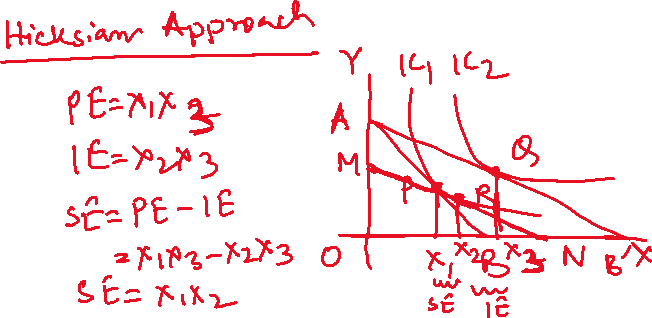 Hicksian Approach
PE=X1X3
IE=X2X3
SE=PE-IE
=X1X3-X2X3
SE=X1X2
Y IC1 IC2
A
M P R Q
O X1 X2 B X3 N B' X
SE IE